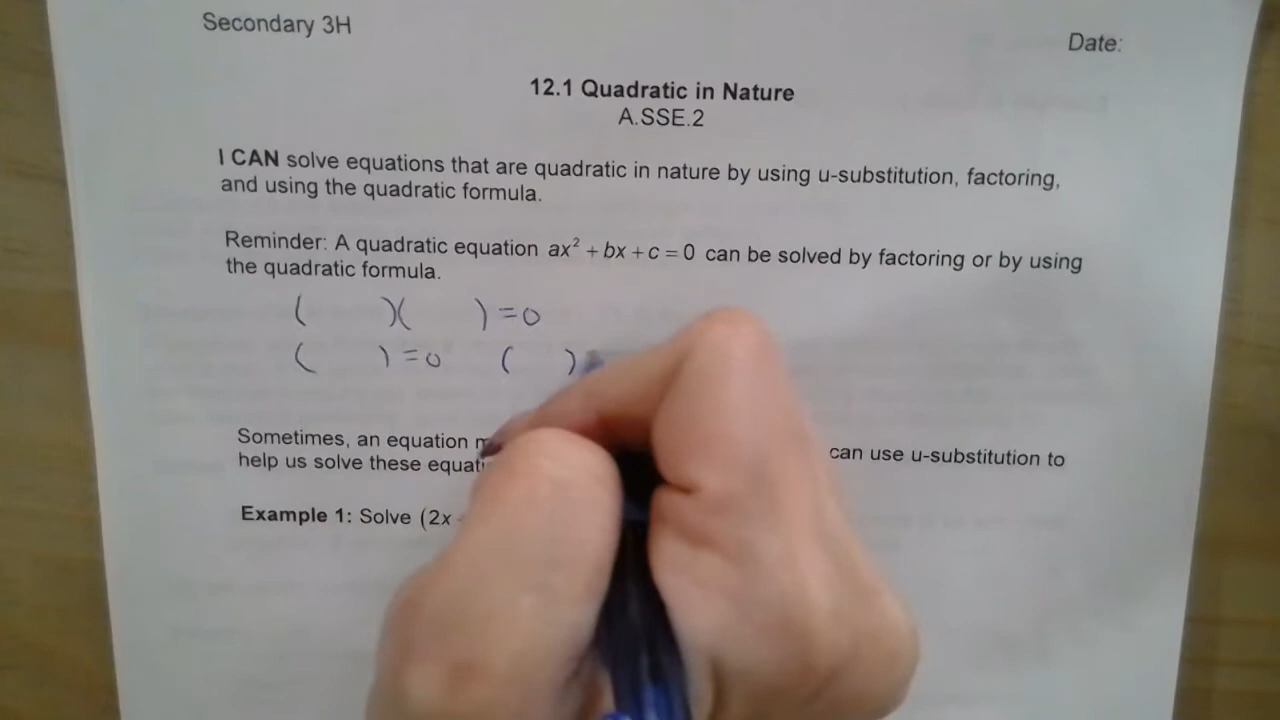 Secondary 3H
Date:
12.1 Quadratic in Nature
A.SSE.2
I CAN solve equations that are quadratic in nature by using u-substitution, factoring,
and using the quadratic formula.
Reminder: A quadratic equation ax² + bx + c = 0 can be solved by factoring or by using
the quadratic formula.
(    )(    ) = 0
(    ) = 0  (    )
Sometimes, an equation can use u-substitution to
help us solve these
Example 1: Solve (2x